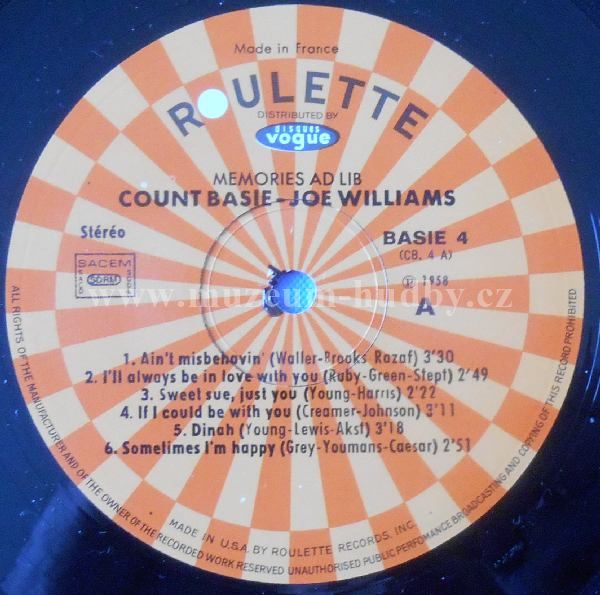 Made in France
ROULETTE
DISTRIBUTED BY
disques
vogue
MEMORIES AD LIB
COUNT BASIE - JOE WILLIAMS
Stéréo
BASIE 4
(CB. 4 A)
SACEM
SDRM
℗ 1958
A
www.muzeum-hudby.cz
1. Ain't misbehavin' (Waller-Brooks Razaf) 3'30
2. I'll always be in love with you (Ruby-Green-Stept) 2'49
3. Sweet sue, just you (Young-Harris) 2'22
4. If I could be with you (Creamer-Johnson) 3'11
5. Dinah (Young-Lewis-Akst) 3'18
6. Somelimes I'm happy (Grey-Youmans-Caesar) 2'51
MADE IN U.S.A. BY ROULETTE RECORDS, INC.
ALL RIGHTS OF THE MANUFACTURER AND OF THE OWNER OF THE RECORDED WORK RESERVED UNAUTHORISED PUBLIC PERFOMANCE BROADCASTING AND COPYING OF THIS RECORD PROHIBITED